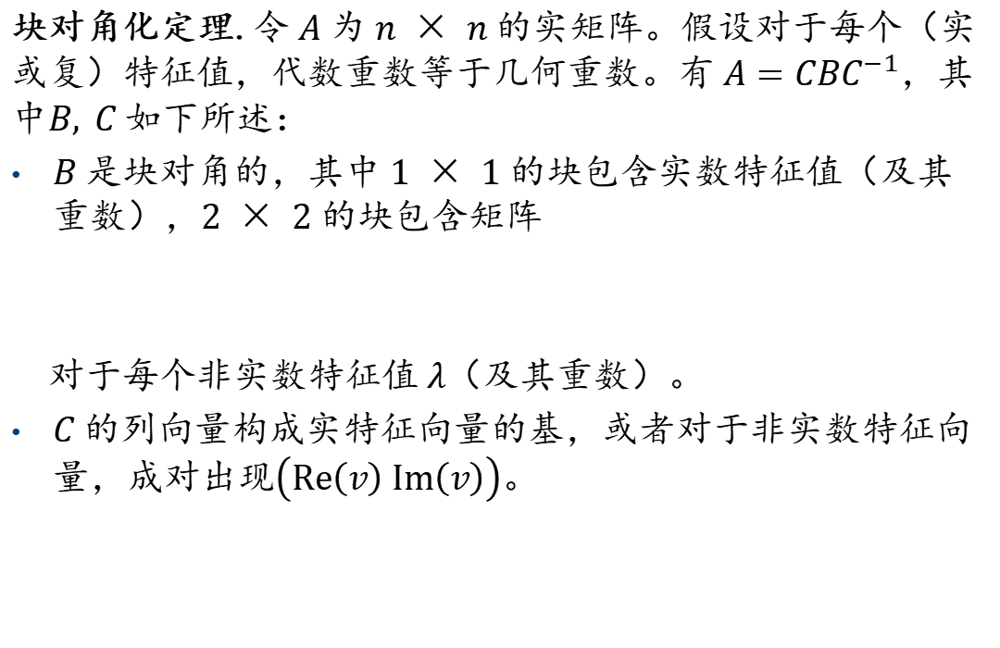 块对角化定理. 令 A 为 n × n 的实矩阵。假设对于每个（实
或复）特征值，代数重数等于几何重数。有 A = CBC⁻¹，其
中B, C 如下所述：
• B 是块对角的，其中 1 × 1 的块包含实数特征值（及其
重数），2 × 2 的块包含矩阵
对于每个非实数特征值 λ（及其重数）。
• C 的列向量构成实特征向量的基，或者对于非实数特征向
量，成对出现(Re(v) Im(v))。